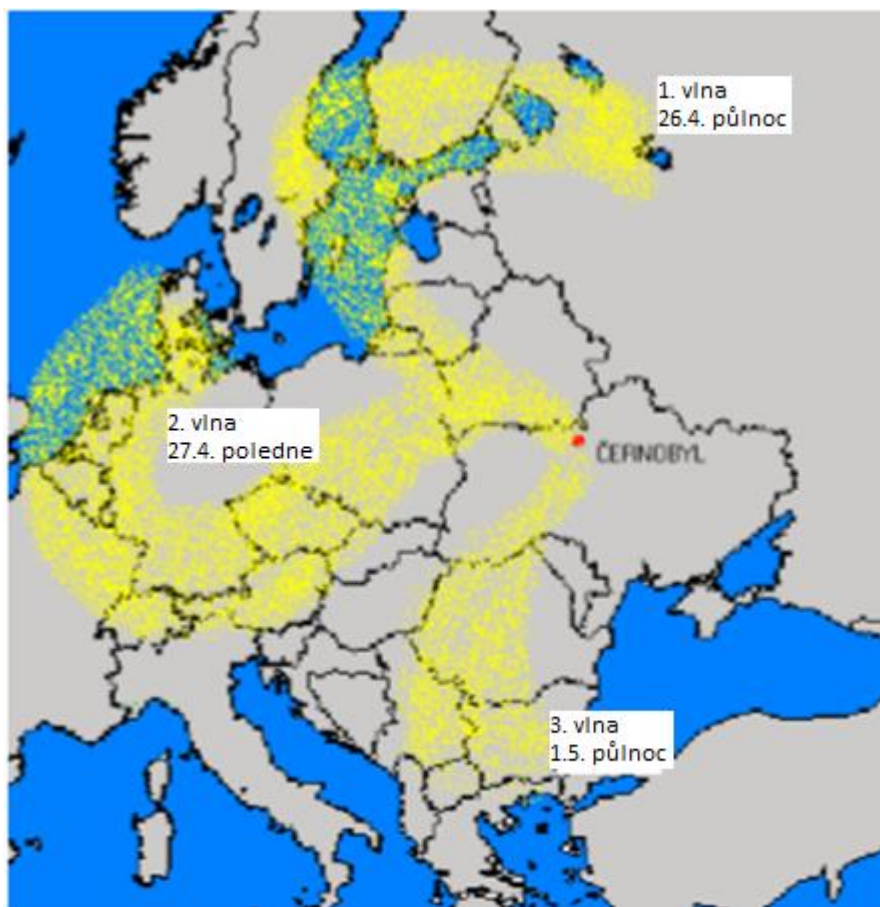 1. vlna
26.4. půlnoc
2. vlna
27.4. poledne
ČERNOBYL
3. vlna
1.5. půlnoc